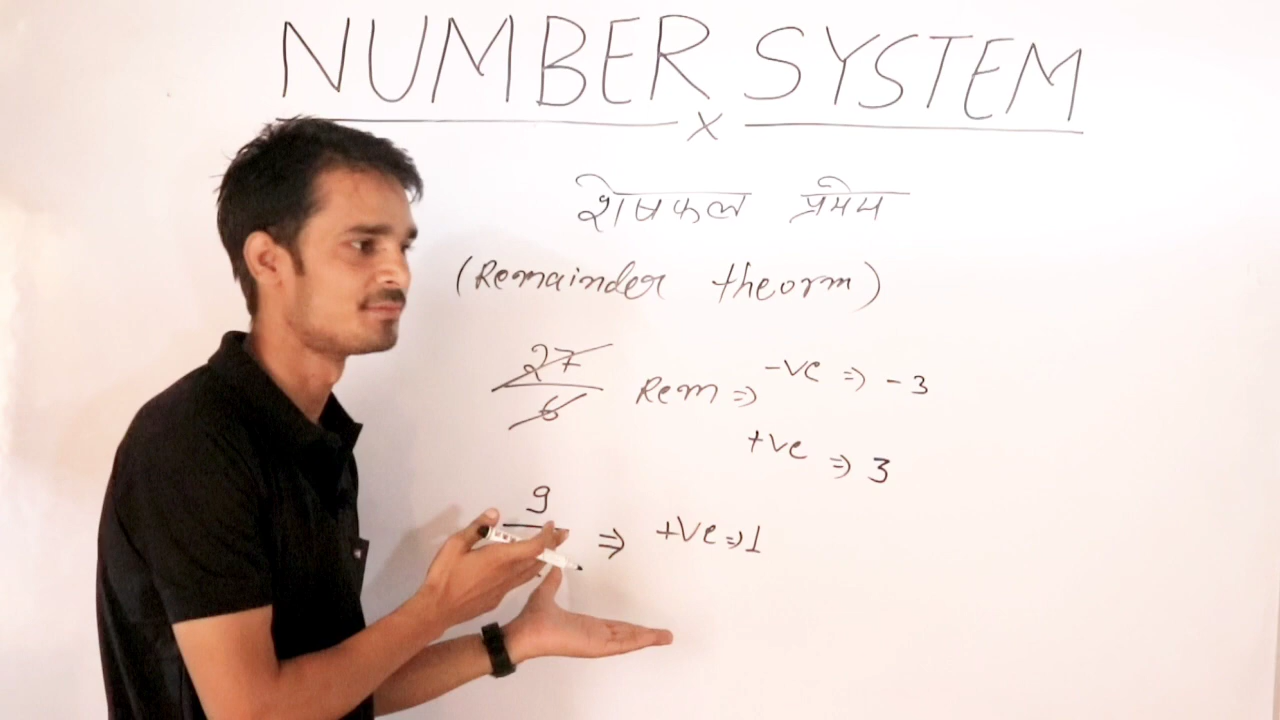 NUMBER SYSTEM
x
शेषफल प्रमेय
(Remainder theorm)
27/6 Rem => -ve => -3
+ve => 3
9 => +ve => 1